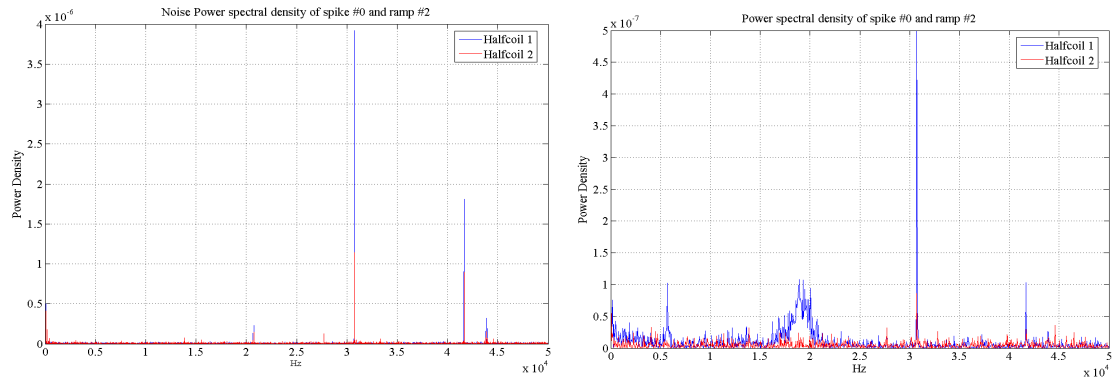 Noise Power spectral density of spike #0 and ramp #2
x 10^-6
4
3.5
3
2.5
2
1.5
1
0.5
0
Power Density
Halfcoil 1
Halfcoil 2
0 0.5 1 1.5 2 2.5 3 3.5 4 4.5 5
Hz
x 10^4
Power spectral density of spike #0 and ramp #2
x 10^-7
5
4.5
4
3.5
3
2.5
2
1.5
1
0.5
0
Power Density
Halfcoil 1
Halfcoil 2
0 0.5 1 1.5 2 2.5 3 3.5 4 4.5 5
Hz
x 10^4